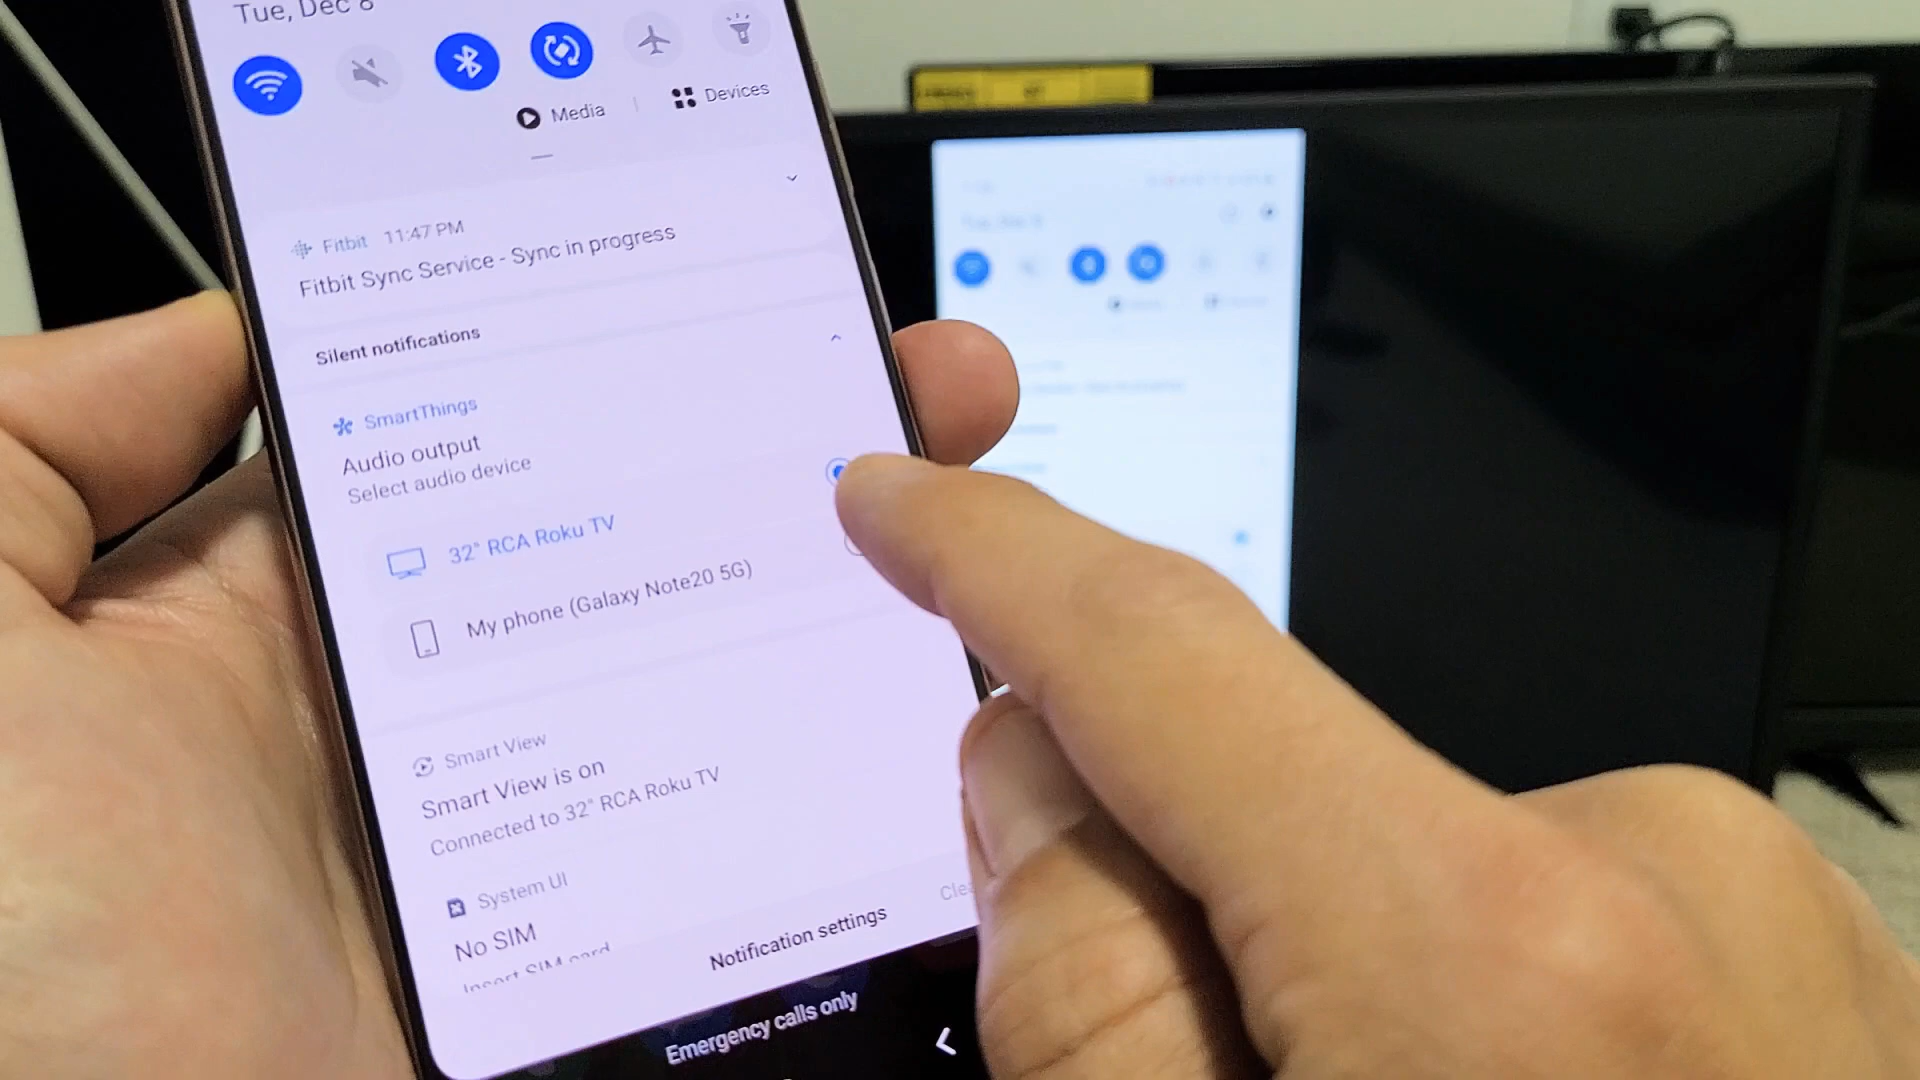 Tue, Dec 8
Media
Devices
Fitbit 11:47 PM
Fitbit Sync Service - Sync in progress
Silent notifications
SmartThings
Audio output
Select audio device
32" RCA Roku TV
My phone (Galaxy Note20 5G)
Smart View
Smart View is on
Connected to 32" RCA Roku TV
System UI
No SIM
Insert SIM card
Notification settings
Emergency calls only